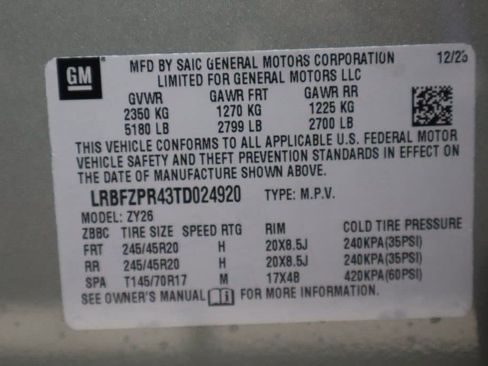 GM
MFD BY SAIC GENERAL MOTORS CORPORATION 12/25
LIMITED FOR GENERAL MOTORS LLC
GVWR GAWR FRT GAWR RR
2350 KG 1270 KG 1225 KG
5180 LB 2799 LB 2700 LB
THIS VEHICLE CONFORMS TO ALL APPLICABLE U.S. FEDERAL MOTOR
VEHICLE SAFETY AND THEFT PREVENTION STANDARDS IN EFFECT ON
THE DATE OF MANUFACTURE SHOWN ABOVE.
LRBFZPR43TD024920 TYPE: M.P.V.
MODEL: ZY26
ZBBC TIRE SIZE SPEED RTG RIM COLD TIRE PRESSURE
FRT 245/45R20 H 20X8.5J 240KPA(35PSI)
RR 245/45R20 H 20X8.5J 240KPA(35PSI)
SPA T145/70R17 M 17X4B 420KPA(60PSI)
SEE OWNER'S MANUAL FOR MORE INFORMATION.